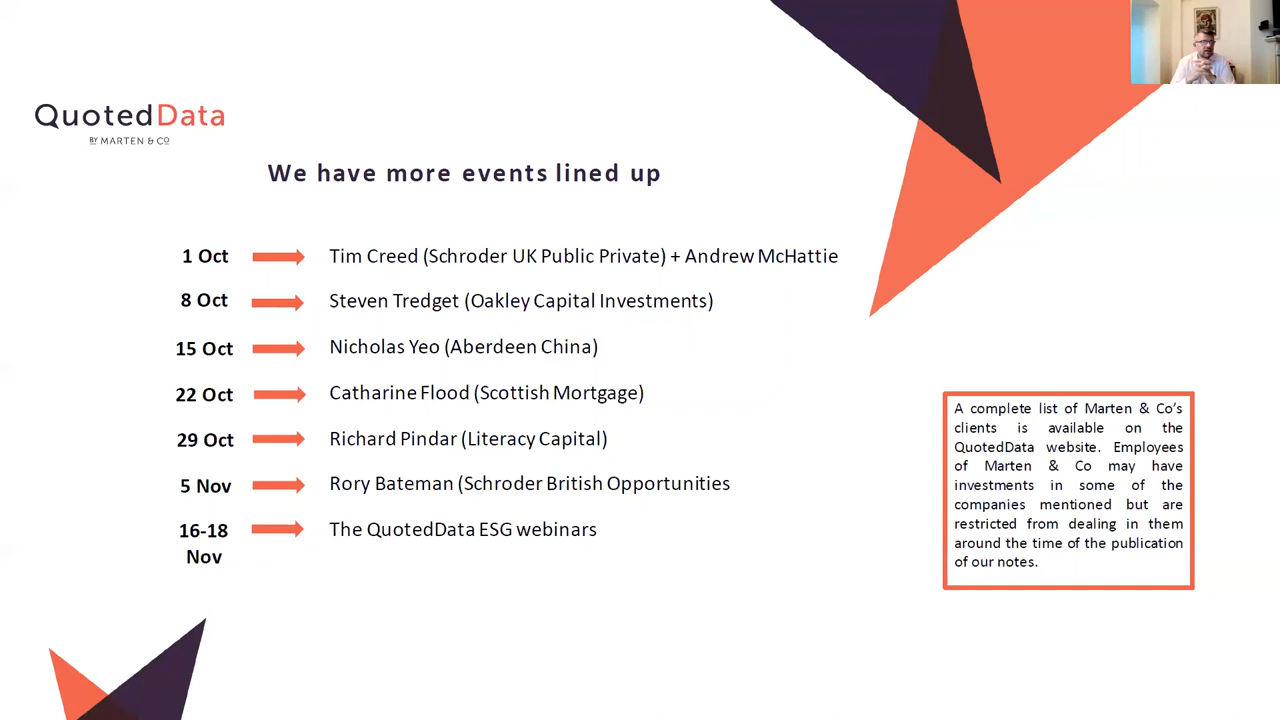 QuotedData
BY MARTEN & CO
We have more events lined up
1 Oct Tim Creed (Schroder UK Public Private) + Andrew McHattie
8 Oct Steven Tredget (Oakley Capital Investments)
15 Oct Nicholas Yeo (Aberdeen China)
22 Oct Catharine Flood (Scottish Mortgage)
29 Oct Richard Pindar (Literacy Capital)
5 Nov Rory Bateman (Schroder British Opportunities
16-18 The QuotedData ESG webinars
Nov
A complete list of Marten & Co’s
clients is available on the
QuotedData website. Employees
of Marten & Co may have
investments in some of the
companies mentioned but are
restricted from dealing in them
around the time of the publication
of our notes.